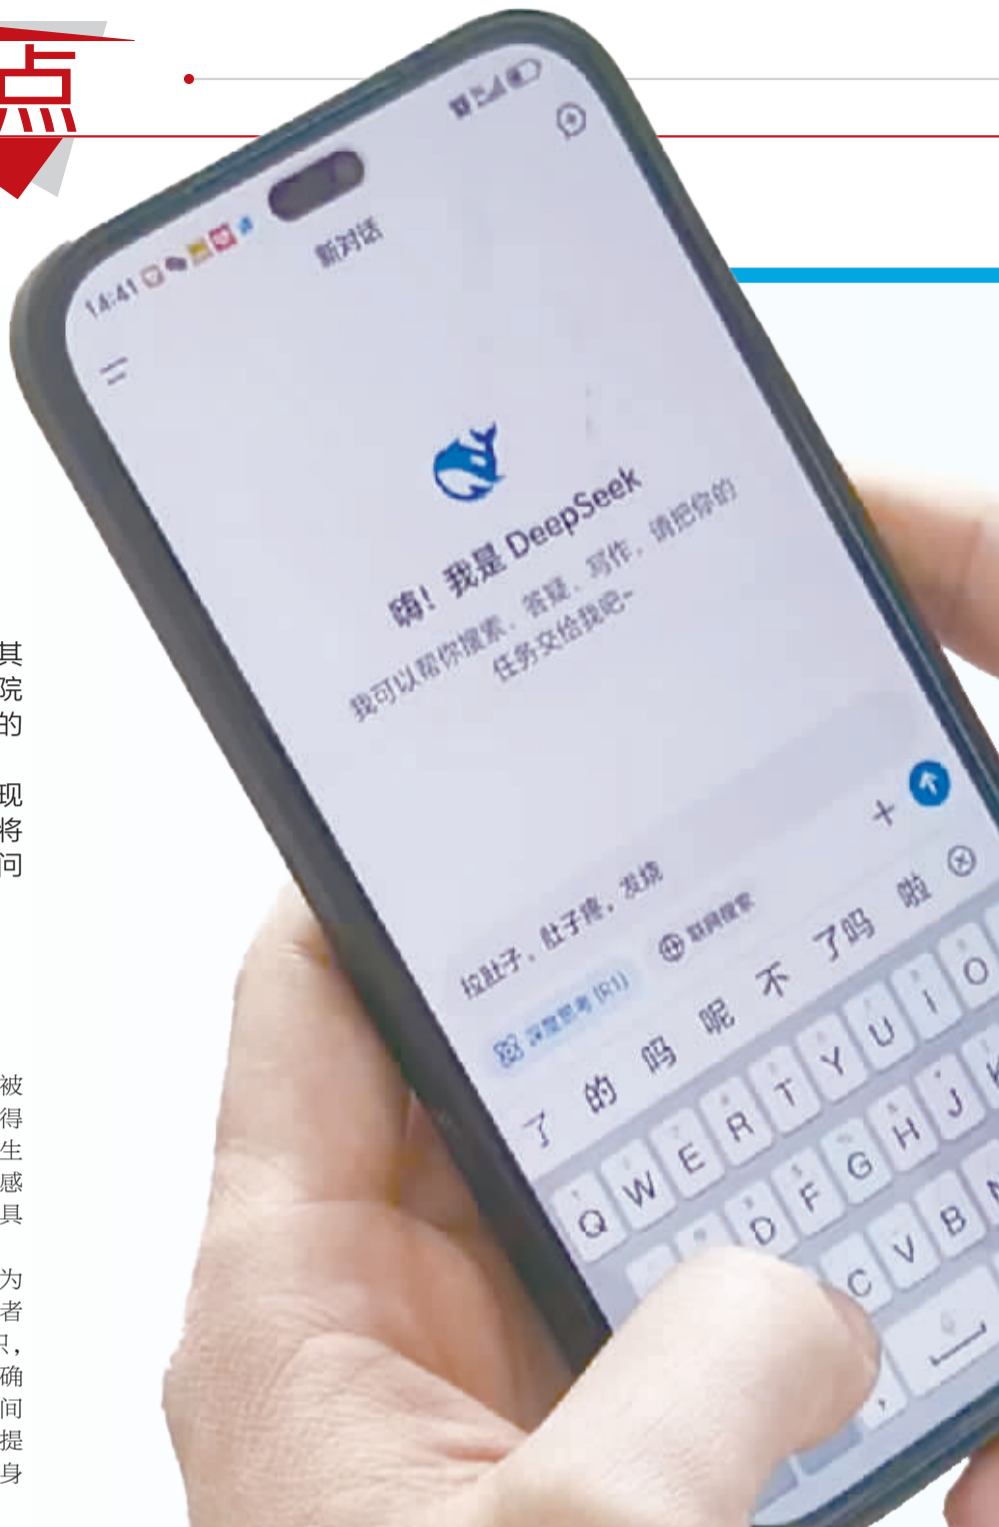 点
14:41
新对话
嗨！我是 DeepSeek
我可以帮你搜索、答疑、写作，请把你的
任务交给我吧~
拉肚子，肚子疼，发烧
深度思考 (R1) 联网搜索
了 的 吗 呢 不 了吗 啦
Q W E R T Y U I O
D F G H J K
C V B N
,
其
院
的
现
将
问
被
得
生
感
具
为
者
只，
确
间
提
身